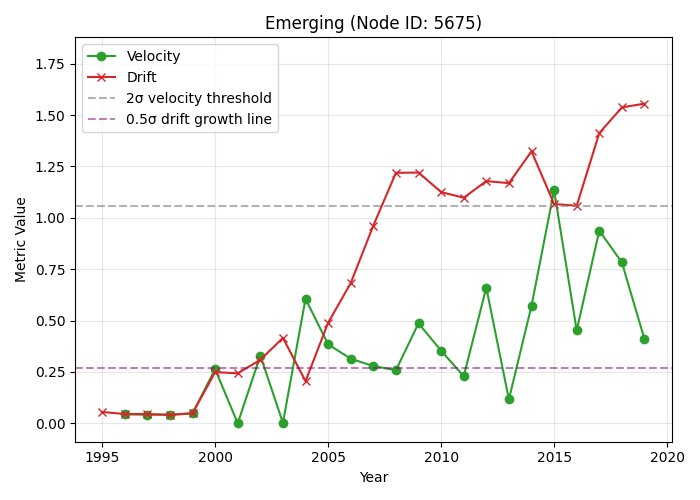 Emerging (Node ID: 5675)
Velocity
Drift
2σ velocity threshold
0.5σ drift growth line
Metric Value
1.75
1.50
1.25
1.00
0.75
0.50
0.25
0.00
1995 2000 2005 2010 2015 2020
Year